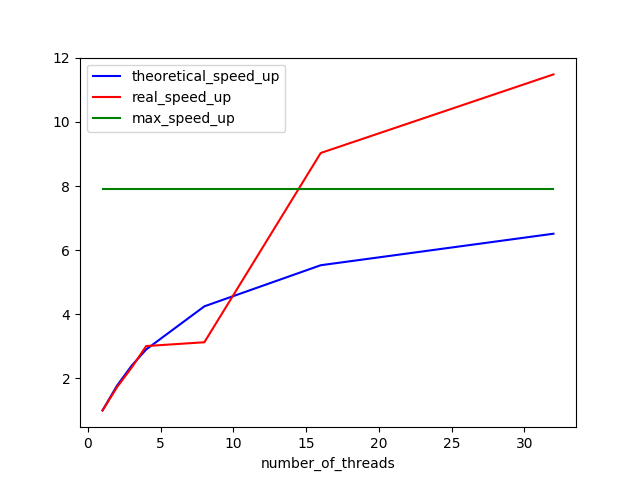 12
10
8
6
4
2
theoretical_speed_up
real_speed_up
max_speed_up
0 5 10 15 20 25 30
number_of_threads